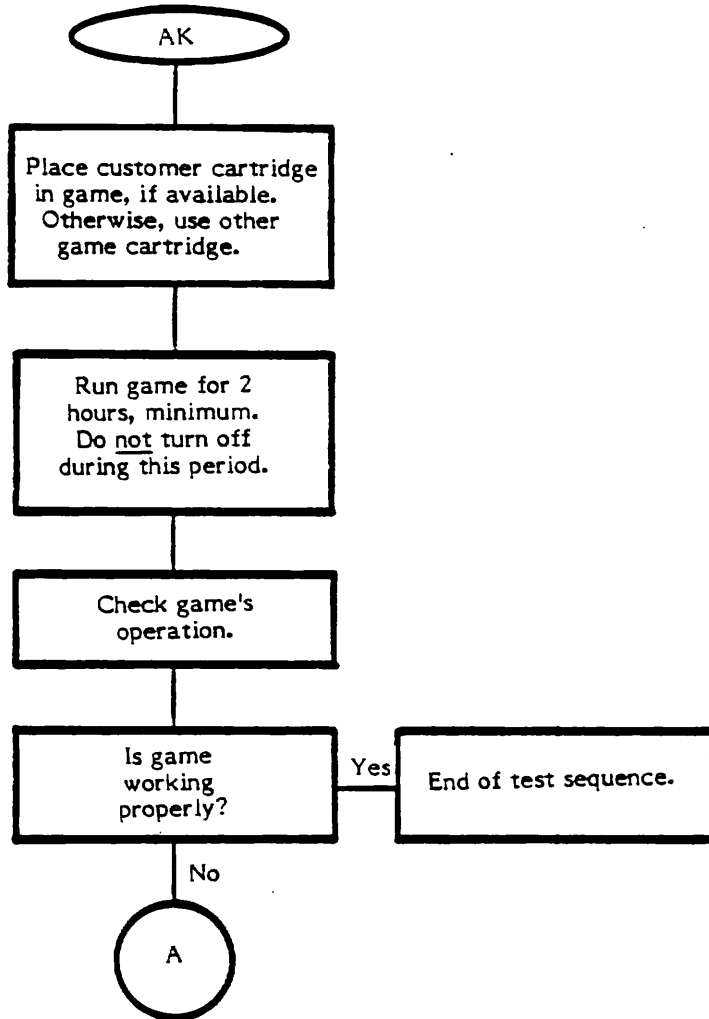 AK
Place customer cartridge
in game, if available.
Otherwise, use other
game cartridge.
Run game for 2
hours, minimum.
Do not turn off
during this period.
Check game's
operation.
Is game
working
properly?
Yes
End of test sequence.
No
A